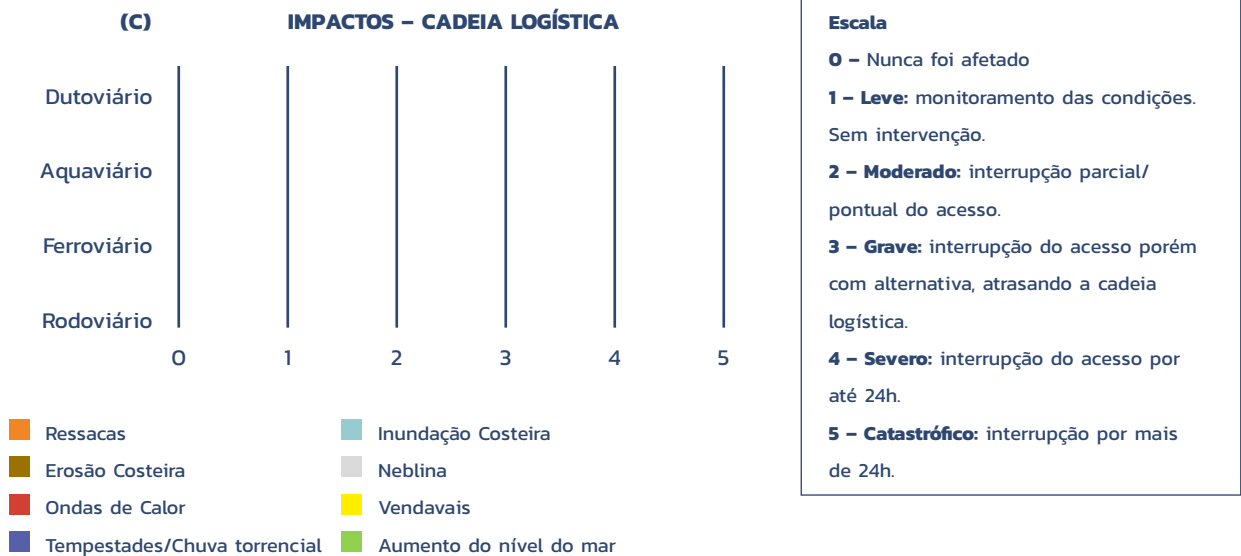 (C) IMPACTOS – CADEIA LOGÍSTICA
Dutoviário
Aquaviário
Ferroviário
Rodoviário
0 1 2 3 4 5
Ressacas
Erosão Costeira
Ondas de Calor
Tempestades/Chuva torrencial
Inundação Costeira
Neblina
Vendavais
Aumento do nível do mar
Escala
0 – Nunca foi afetado
1 – Leve: monitoramento das condições.
Sem intervenção.
2 – Moderado: interrupção parcial/
pontual do acesso.
3 – Grave: interrupção do acesso porém
com alternativa, atrasando a cadeia
logística.
4 – Severo: interrupção do acesso por
até 24h.
5 – Catastrófico: interrupção por mais
de 24h.